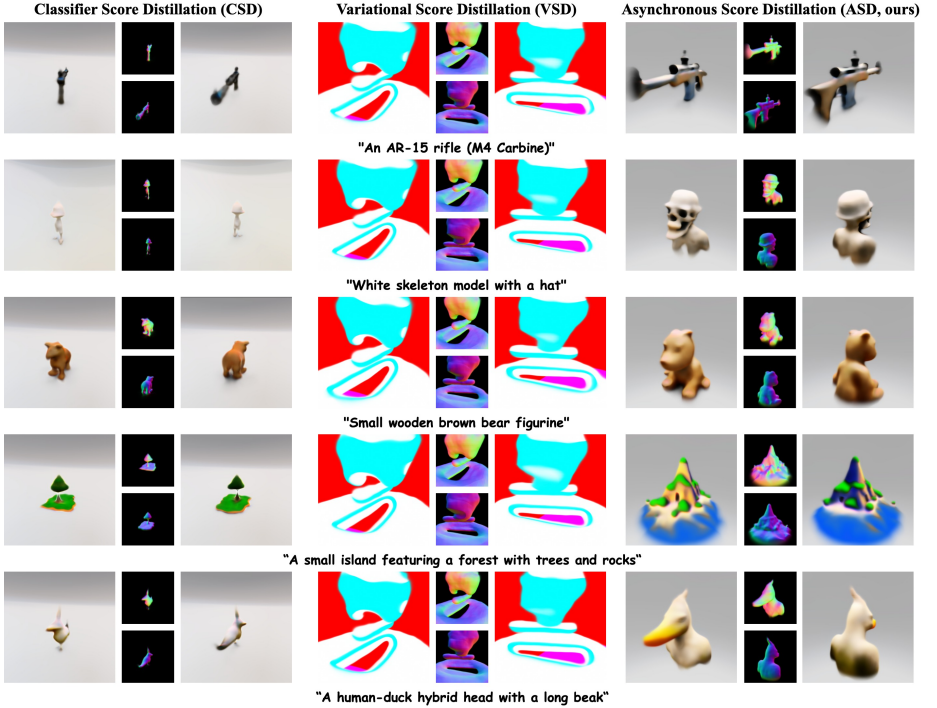 Classifier Score Distillation (CSD)
Variational Score Distillation (VSD)
Asynchronous Score Distillation (ASD, ours)
"An AR-15 rifle (M4 Carbine)"
"White skeleton model with a hat"
"Small wooden brown bear figurine"
“A small island featuring a forest with trees and rocks“
“A human-duck hybrid head with a long beak“